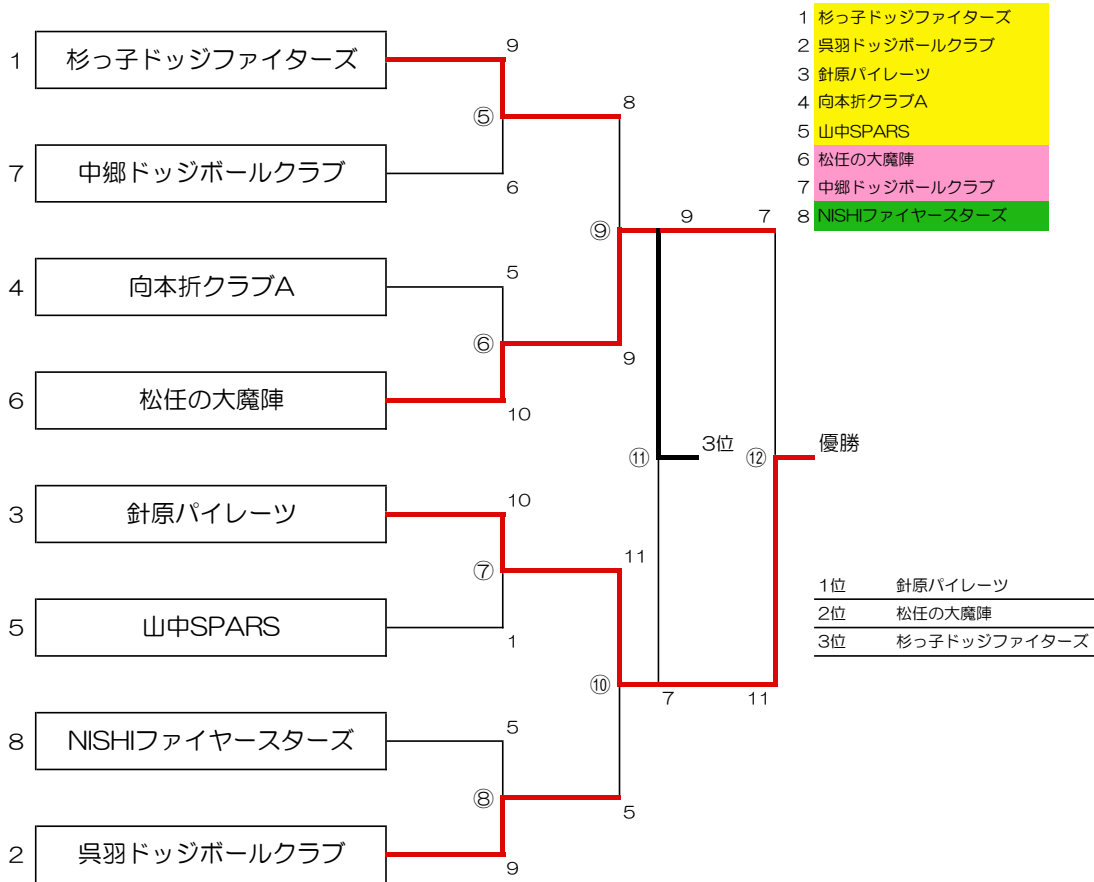 1 杉っ子ドッジファイターズ
2 呉羽ドッジボールクラブ
3 針原パイレーツ
4 向本折クラブA
5 山中SPARS
6 松任の大魔陣
7 中郷ドッジボールクラブ
8 NISHIファイヤースターズ
1 杉っ子ドッジファイターズ 9
⑤ 8
7 中郷ドッジボールクラブ 6
⑨ 9 7
4 向本折クラブA 5
⑥ 9
6 松任の大魔陣 10
⑪ 3位 ⑫ 優勝
3 針原パイレーツ 10
⑦ 11
5 山中SPARS 1
⑩ 7 11
8 NISHIファイヤースターズ 5
⑧ 5
2 呉羽ドッジボールクラブ 9
1位 針原パイレーツ
2位 松任の大魔陣
3位 杉っ子ドッジファイターズ